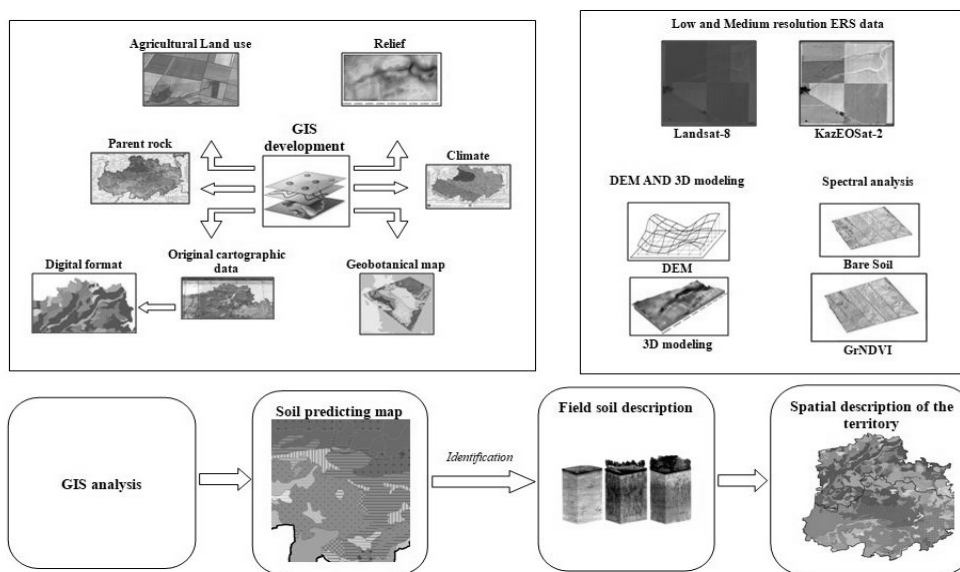 Agricultural Land use
Relief
GIS
development
Parent rock
Climate
Digital format
Original cartographic
data
Geobotanical map
Low and Medium resolution ERS data
Landsat-8
KazEOSat-2
DEM AND 3D modeling
Spectral analysis
DEM
Bare Soil
3D modeling
GrNDVI
GIS analysis
Soil predicting map
Identification
Field soil description
Spatial description of the
territory